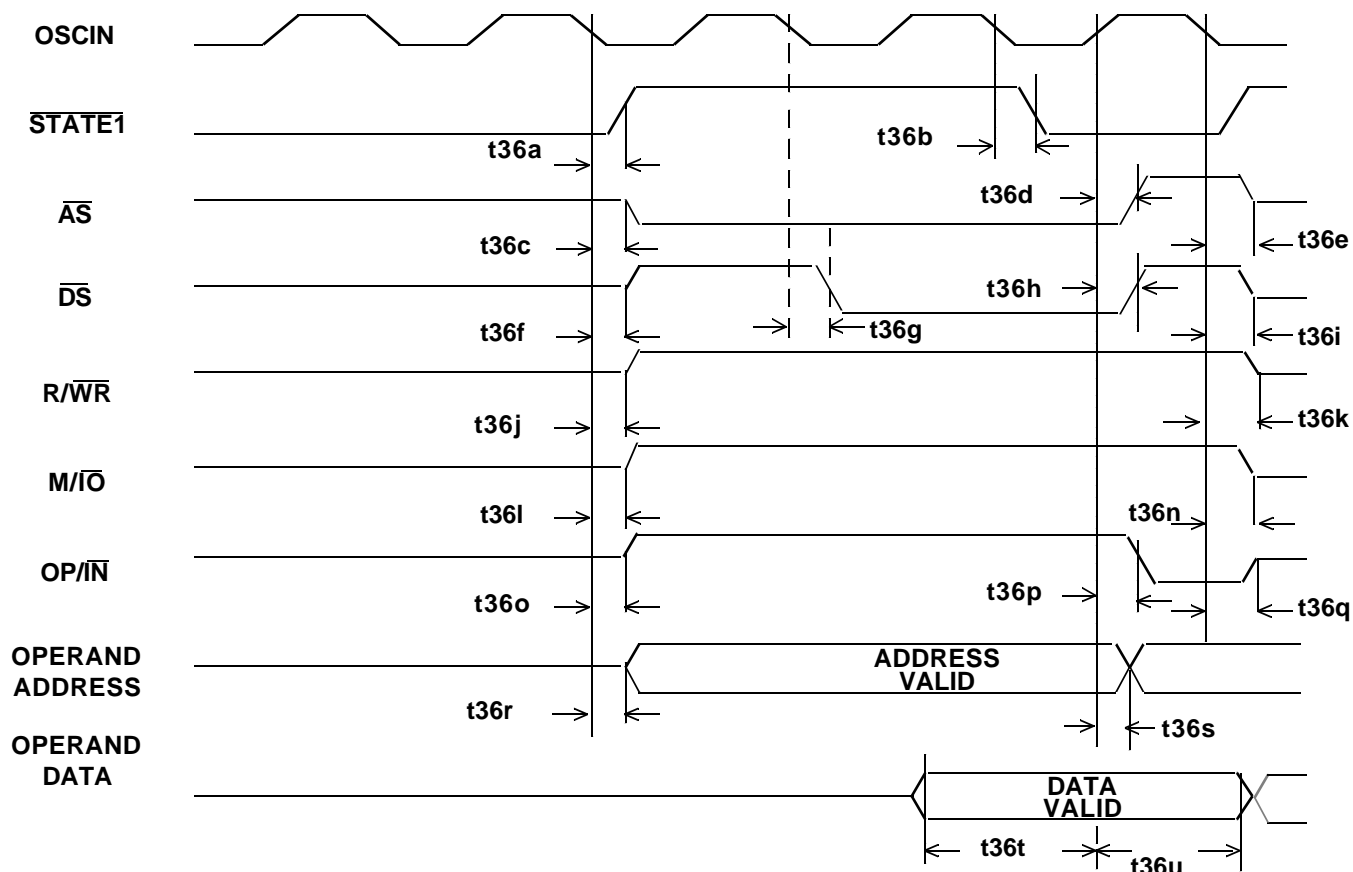 OSCIN
STATE1
t36a
t36b
AS
t36d
t36c
t36e
DS
t36h
t36f
t36g
t36i
R/WR
t36j
t36k
M/IO
t36l
t36n
OP/IN
t36o
t36p
t36q
OPERAND
ADDRESS
ADDRESS
VALID
t36r
t36s
OPERAND
DATA
DATA
VALID
t36t
t36u